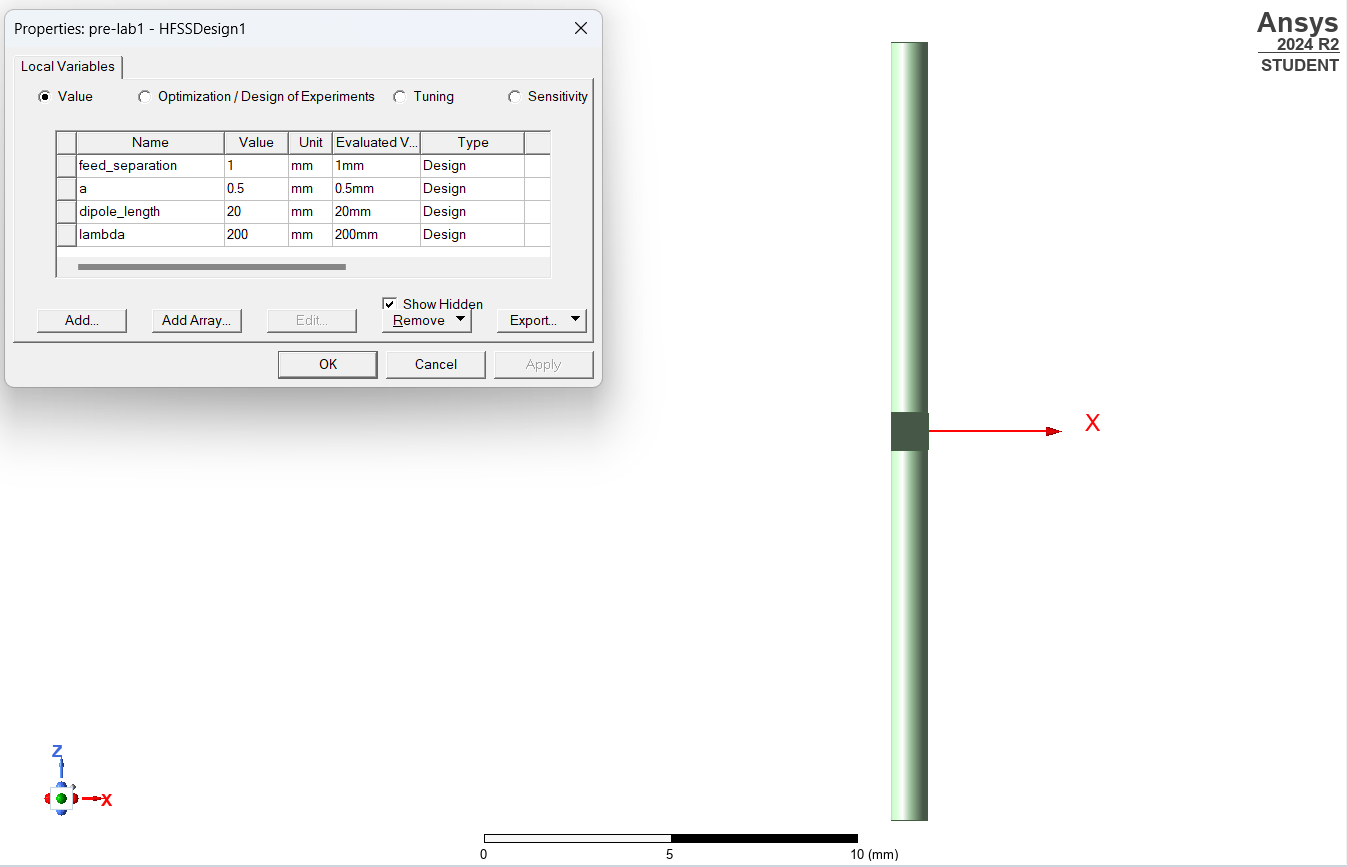 Properties: pre-lab1 - HFSSDesign1
Local Variables
Value Optimization / Design of Experiments Tuning Sensitivity
Name Value Unit Evaluated V... Type
feed_separation 1 mm 1mm Design
a 0.5 mm 0.5mm Design
dipole_length 20 mm 20mm Design
lambda 200 mm 200mm Design
Show Hidden
Add... Add Array... Edit... Remove Export...
OK Cancel Apply
Ansys
2024 R2
STUDENT
X
Z
X
0 5 10 (mm)